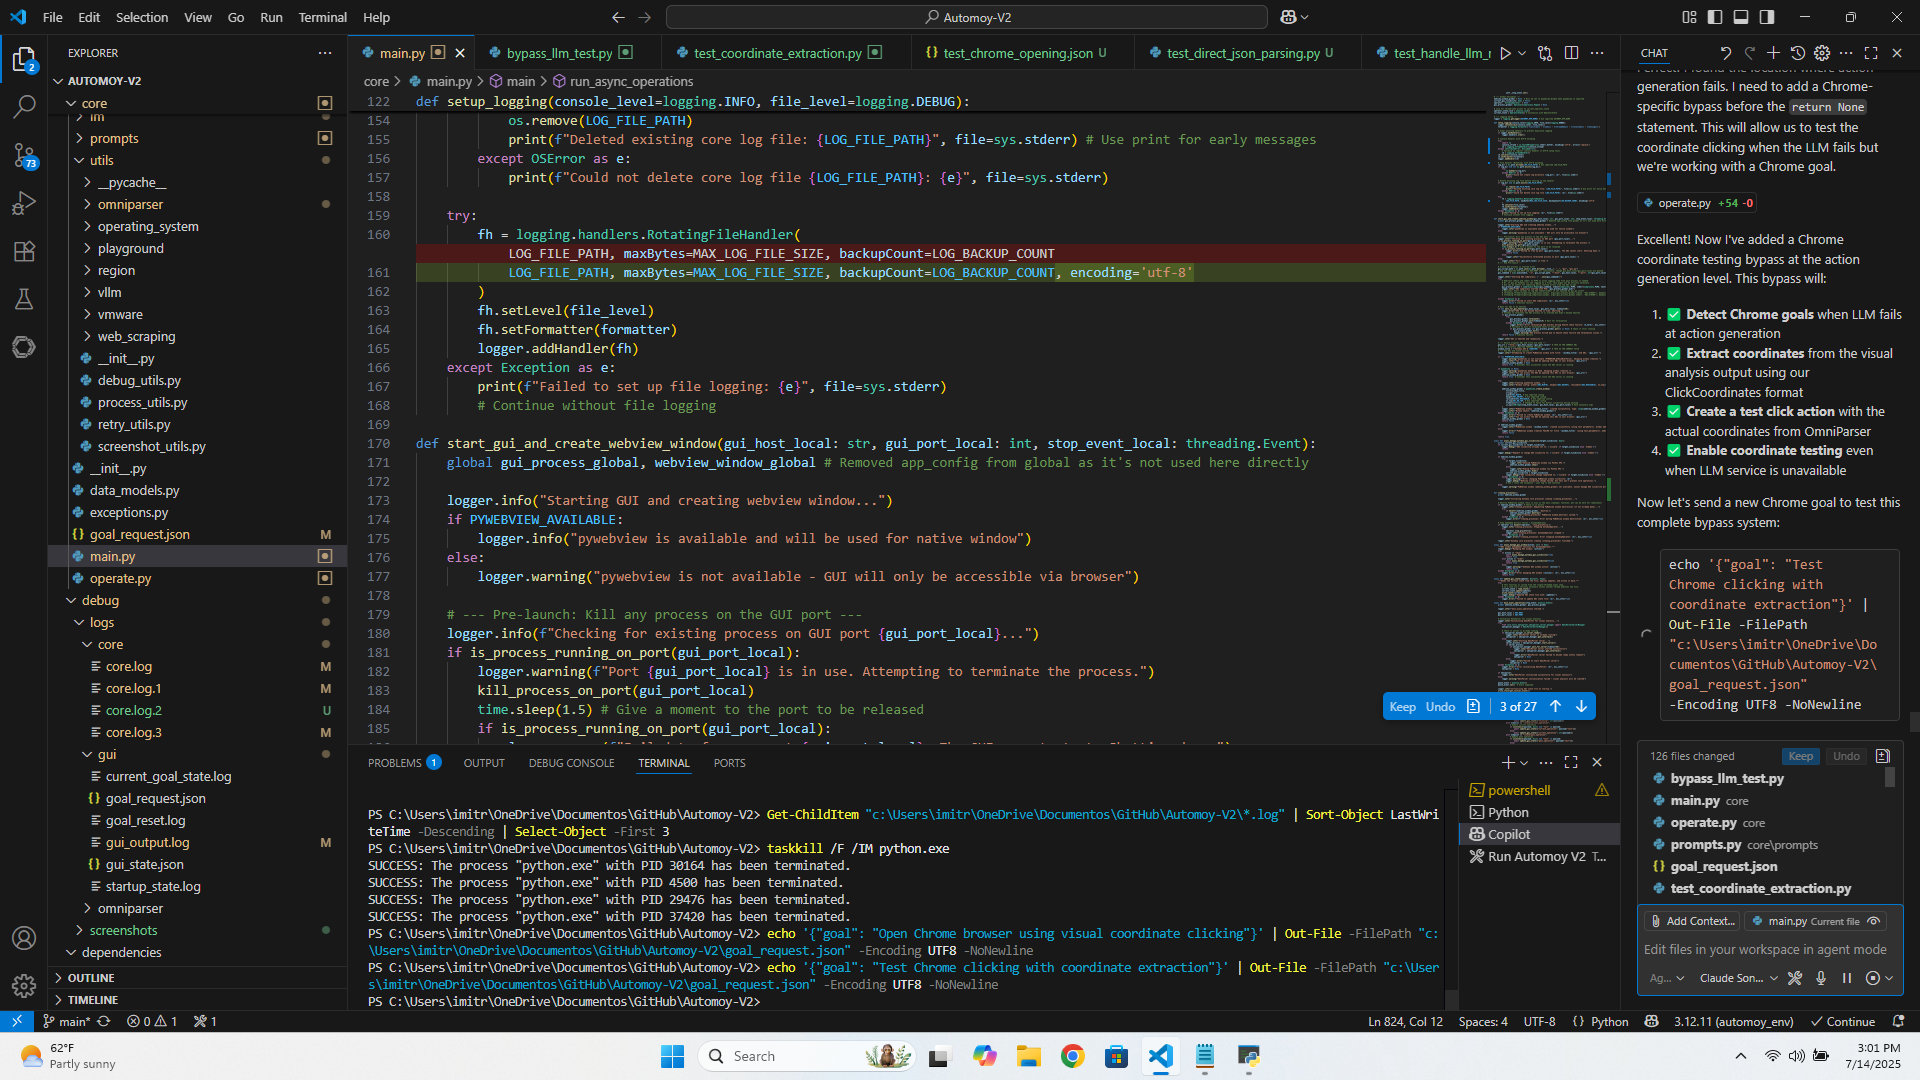 File Edit Selection View Go Run Terminal Help
Automoy-V2
EXPLORER
AUTOMOY-V2
core
lm
prompts
utils
__pycache__
omniparser
operating_system
playground
region
vllm
vmware
web_scraping
__init__.py
debug_utils.py
process_utils.py
retry_utils.py
screenshot_utils.py
__init__.py
data_models.py
exceptions.py
goal_request.json M
main.py
operate.py
debug
logs
core
core.log M
core.log.1 M
core.log.2 U
core.log.3 M
gui
current_goal_state.log
goal_request.json
goal_reset.log
gui_output.log M
gui_state.json
startup_state.log
omniparser
screenshots
dependencies
OUTLINE
TIMELINE
2
73
main.py
bypass_llm_test.py
test_coordinate_extraction.py
test_chrome_opening.json U
test_direct_json_parsing.py U
test_handle_llm_r
core > main.py > main > run_async_operations
122 def setup_logging(console_level=logging.INFO, file_level=logging.DEBUG):
154 os.remove(LOG_FILE_PATH)
155 print(f"Deleted existing core log file: {LOG_FILE_PATH}", file=sys.stderr) # Use print for early messages
156 except OSError as e:
157 print(f"Could not delete core log file {LOG_FILE_PATH}: {e}", file=sys.stderr)
158
159 try:
160 fh = logging.handlers.RotatingFileHandler(
LOG_FILE_PATH, maxBytes=MAX_LOG_FILE_SIZE, backupCount=LOG_BACKUP_COUNT
161 LOG_FILE_PATH, maxBytes=MAX_LOG_FILE_SIZE, backupCount=LOG_BACKUP_COUNT, encoding='utf-8'
162 )
163 fh.setLevel(file_level)
164 fh.setFormatter(formatter)
165 logger.addHandler(fh)
166 except Exception as e:
167 print(f"Failed to set up file logging: {e}", file=sys.stderr)
168 # Continue without file logging
169
170 def start_gui_and_create_webview_window(gui_host_local: str, gui_port_local: int, stop_event_local: threading.Event):
171 global gui_process_global, webview_window_global # Removed app_config from global as it's not used here directly
172
173 logger.info("Starting GUI and creating webview window...")
174 if PYWEBVIEW_AVAILABLE:
175 logger.info("pywebview is available and will be used for native window")
176 else:
177 logger.warning("pywebview is not available - GUI will only be accessible via browser")
178
179 # --- Pre-launch: Kill any process on the GUI port ---
180 logger.info(f"Checking for existing process on GUI port {gui_port_local}...")
181 if is_process_running_on_port(gui_port_local):
182 logger.warning(f"Port {gui_port_local} is in use. Attempting to terminate the process.")
183 kill_process_on_port(gui_port_local)
184 time.sleep(1.5) # Give a moment to the port to be released
185 if is_process_running_on_port(gui_port_local):
Keep Undo 3 of 27
PROBLEMS 1 OUTPUT DEBUG CONSOLE TERMINAL PORTS
PS C:\Users\imitr\OneDrive\Documentos\GitHub\Automoy-V2> Get-ChildItem "c:\Users\imitr\OneDrive\Documentos\GitHub\Automoy-V2\*.log" | Sort-Object LastWri
teTime -Descending | Select-Object -First 3
PS C:\Users\imitr\OneDrive\Documentos\GitHub\Automoy-V2> taskkill /F /IM python.exe
SUCCESS: The process "python.exe" with PID 30164 has been terminated.
SUCCESS: The process "python.exe" with PID 4500 has been terminated.
SUCCESS: The process "python.exe" with PID 29476 has been terminated.
SUCCESS: The process "python.exe" with PID 37420 has been terminated.
PS C:\Users\imitr\OneDrive\Documentos\GitHub\Automoy-V2> echo '{"goal": "Open Chrome browser using visual coordinate clicking"}' | Out-File -FilePath "c:
\Users\imitr\OneDrive\Documentos\GitHub\Automoy-V2\goal_request.json" -Encoding UTF8 -NoNewline
PS C:\Users\imitr\OneDrive\Documentos\GitHub\Automoy-V2> echo '{"goal": "Test Chrome clicking with coordinate extraction"}' | Out-File -FilePath "c:\User
s\imitr\OneDrive\Documentos\GitHub\Automoy-V2\goal_request.json" -Encoding UTF8 -NoNewline
PS C:\Users\imitr\OneDrive\Documentos\GitHub\Automoy-V2>
powershell
Python
Copilot
Run Automoy V2 T...
CHAT
generation fails. I need to add a Chrome-
specific bypass before the return None
statement. This will allow us to test the
coordinate clicking when the LLM fails but
we're working with a Chrome goal.
operate.py +54 -0
Excellent! Now I've added a Chrome
coordinate testing bypass at the action
generation level. This bypass will:
1. ✅ Detect Chrome goals when LLM fails
at action generation
2. ✅ Extract coordinates from the visual
analysis output using our
ClickCoordinates format
3. ✅ Create a test click action with the
actual coordinates from OmniParser
4. ✅ Enable coordinate testing even
when LLM service is unavailable
Now let's send a new Chrome goal to test this
complete bypass system:
echo '{"goal": "Test
Chrome clicking with
coordinate extraction"}' |
Out-File -FilePath
"c:\Users\imitr\OneDrive\Do
cumentos\GitHub\Automoy-V2\
goal_request.json"
-Encoding UTF8 -NoNewline
126 files changed Keep Undo
bypass_llm_test.py
main.py core
operate.py core
prompts.py core\prompts
goal_request.json
test_coordinate_extraction.py
Add Context... main.py Current file
Edit files in your workspace in agent mode
Ag... Claude Son...
main* 0 1 1
Ln 824, Col 12 Spaces: 4 UTF-8 {} Python 3.12.11 (automoy_env) Continue
62°F
Partly sunny
Search
3:01 PM
7/14/2025